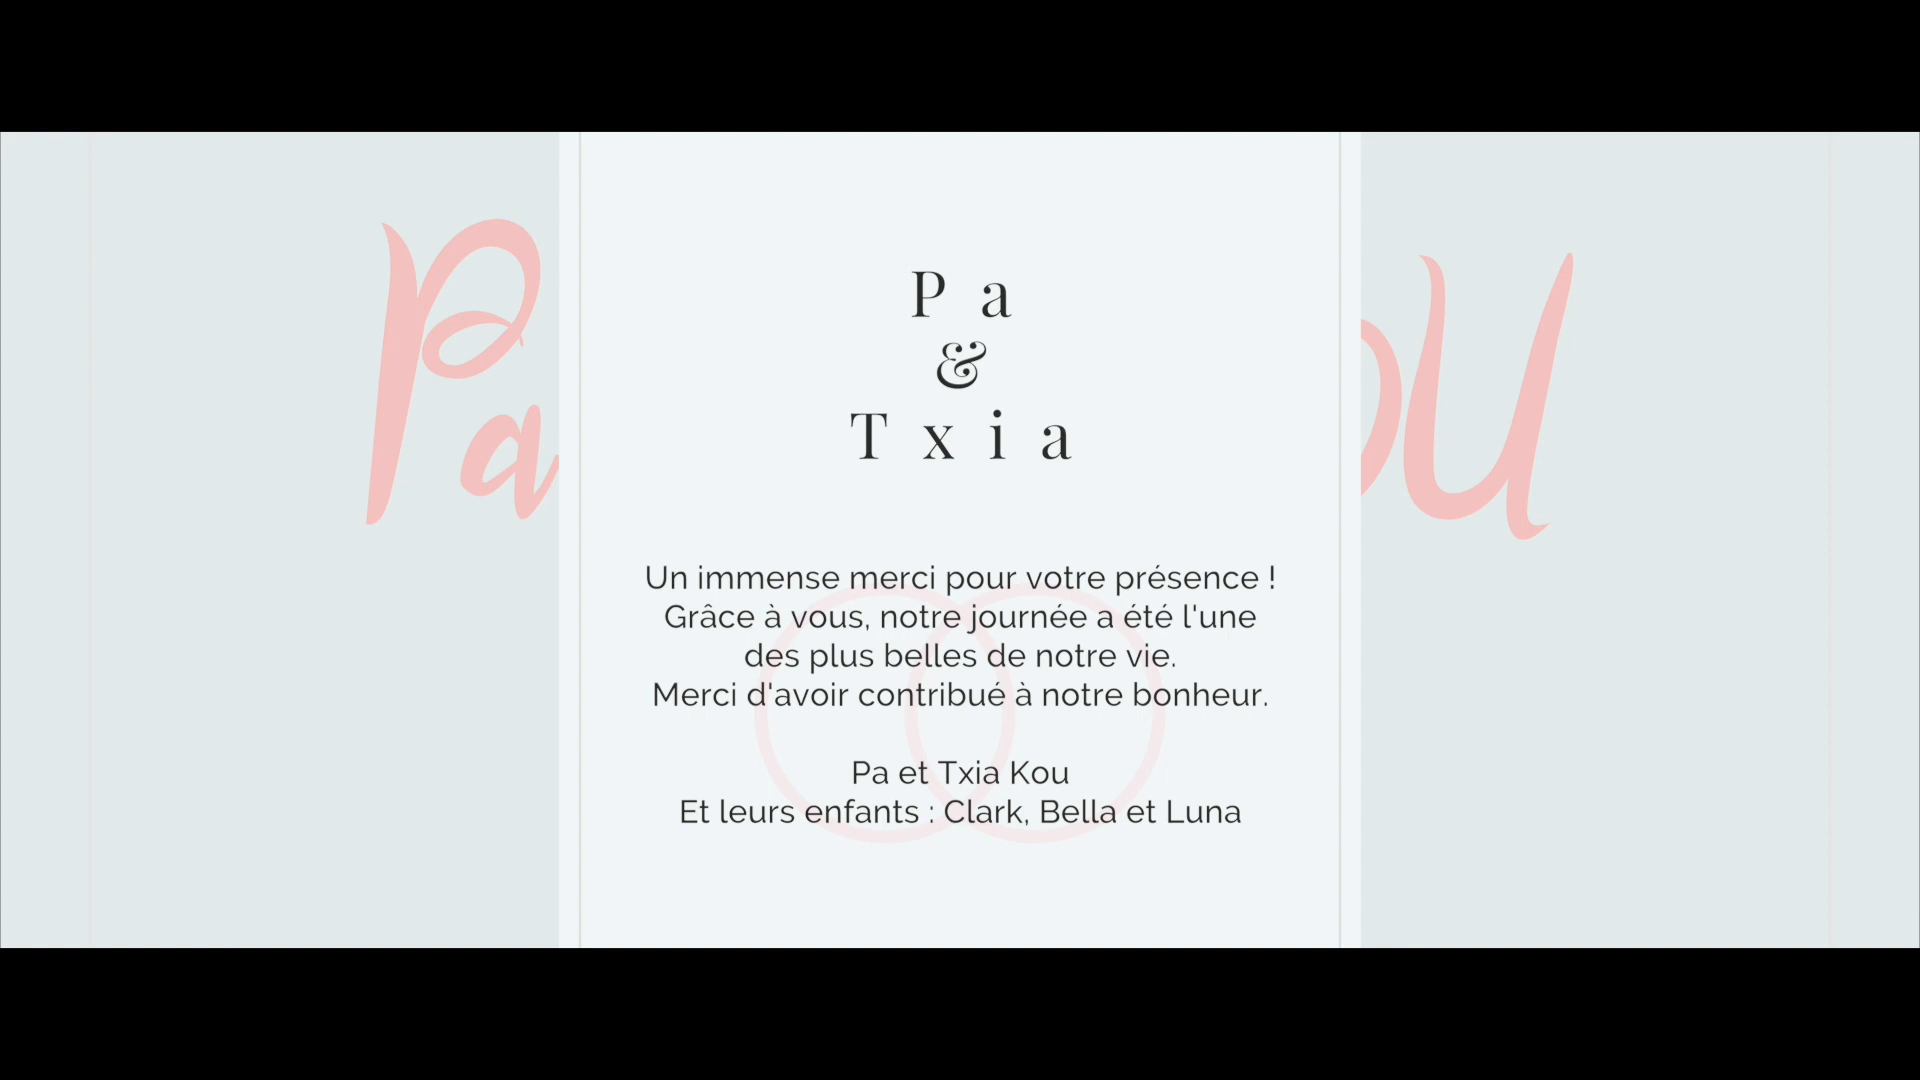 Pa
OU
P a
&
T x i a
Un immense merci pour votre présence !
Grâce à vous, notre journée a été l'une
des plus belles de notre vie.
Merci d'avoir contribué à notre bonheur.
Pa et Txia Kou
Et leurs enfants : Clark, Bella et Luna